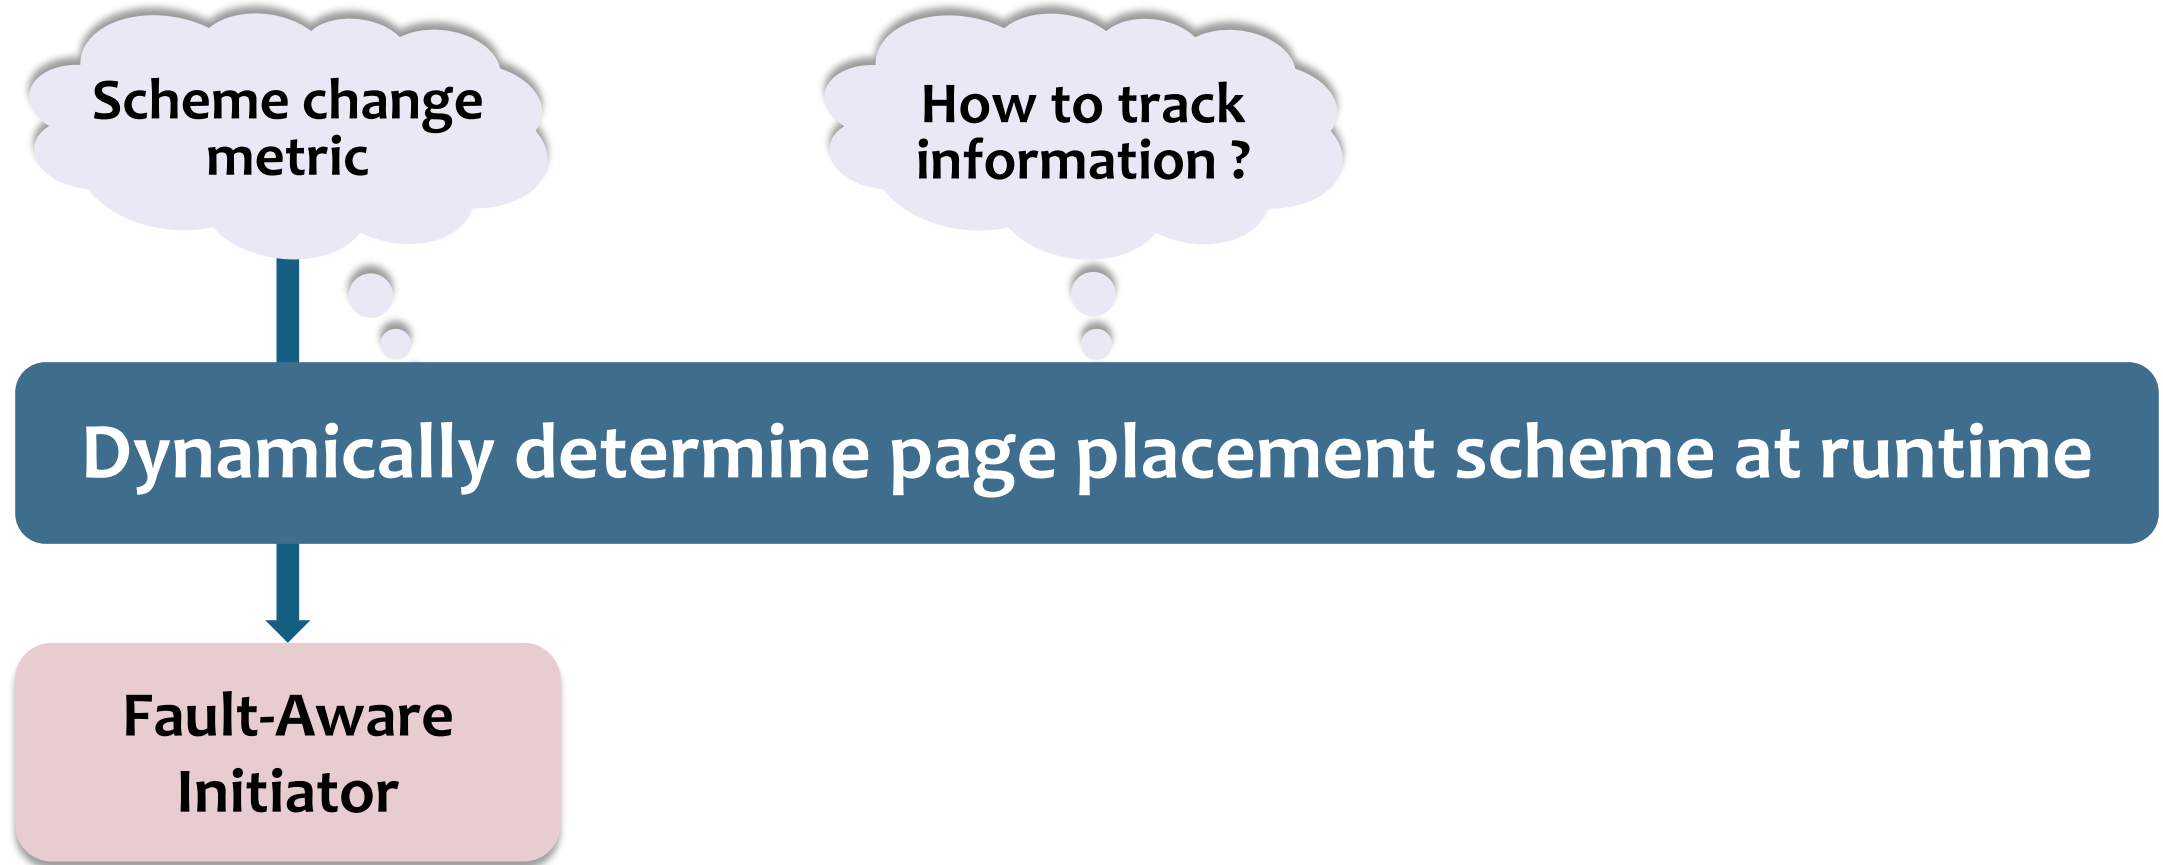 Scheme change
metric
How to track
information ?
Dynamically determine page placement scheme at runtime
Fault-Aware
Initiator